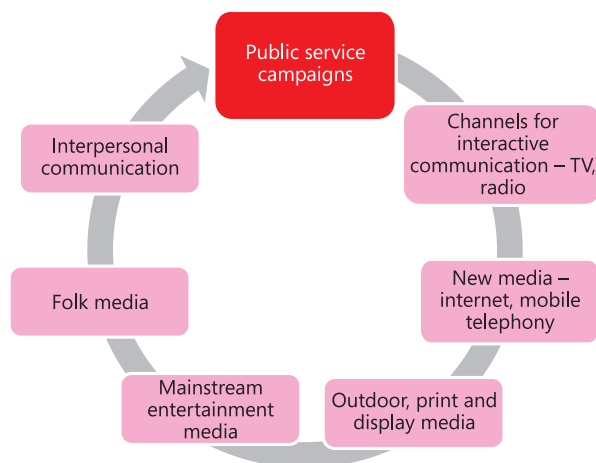 Public service
campaigns
Channels for
interactive
communication – TV,
radio
New media –
internet, mobile
telephony
Outdoor, print and
display media
Mainstream
entertainment
media
Folk media
Interpersonal
communication